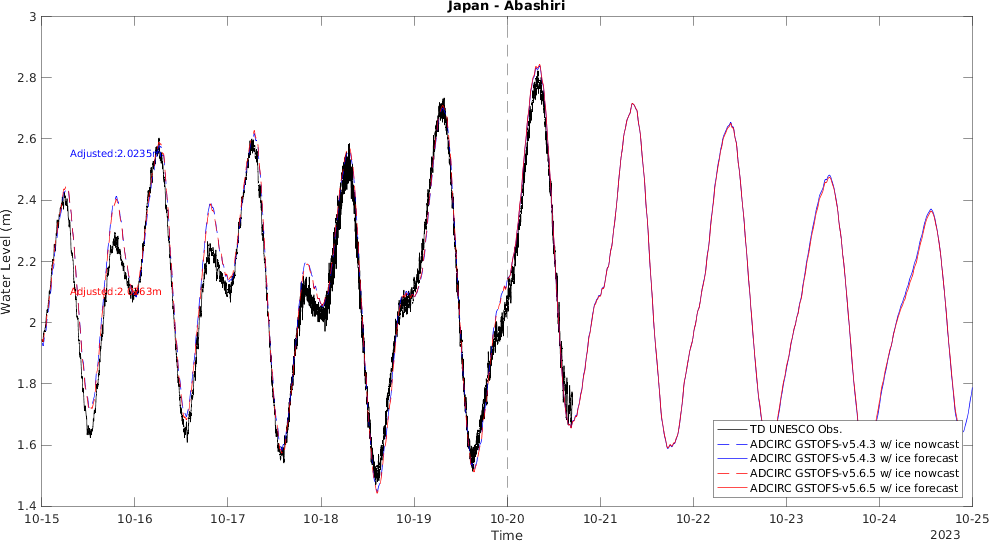 Japan - Abashiri
3
2.8
2.6
2.4
2.2
2
1.8
1.6
1.4
Water Level (m)
Adjusted:2.0235m
10-15
10-16
10-17
10-18
10-19
10-20
10-21
10-22
10-23
10-24
10-25
Time
2023
TD UNESCO Obs.
ADCIRC GSTOFS-v5.4.3 w/ ice nowcast
ADCIRC GSTOFS-v5.4.3 w/ ice forecast
ADCIRC GSTOFS-v5.6.5 w/ ice nowcast
ADCIRC GSTOFS-v5.6.5 w/ ice forecast